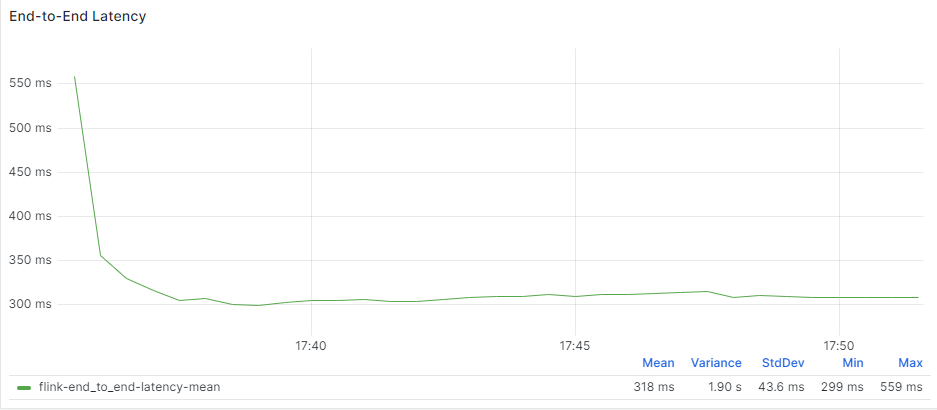 End-to-End Latency
550 ms
500 ms
450 ms
400 ms
350 ms
300 ms
17:40 17:45 17:50
Mean Variance StdDev Min Max
flink-end_to_end-latency-mean 318 ms 1.90 s 43.6 ms 299 ms 559 ms